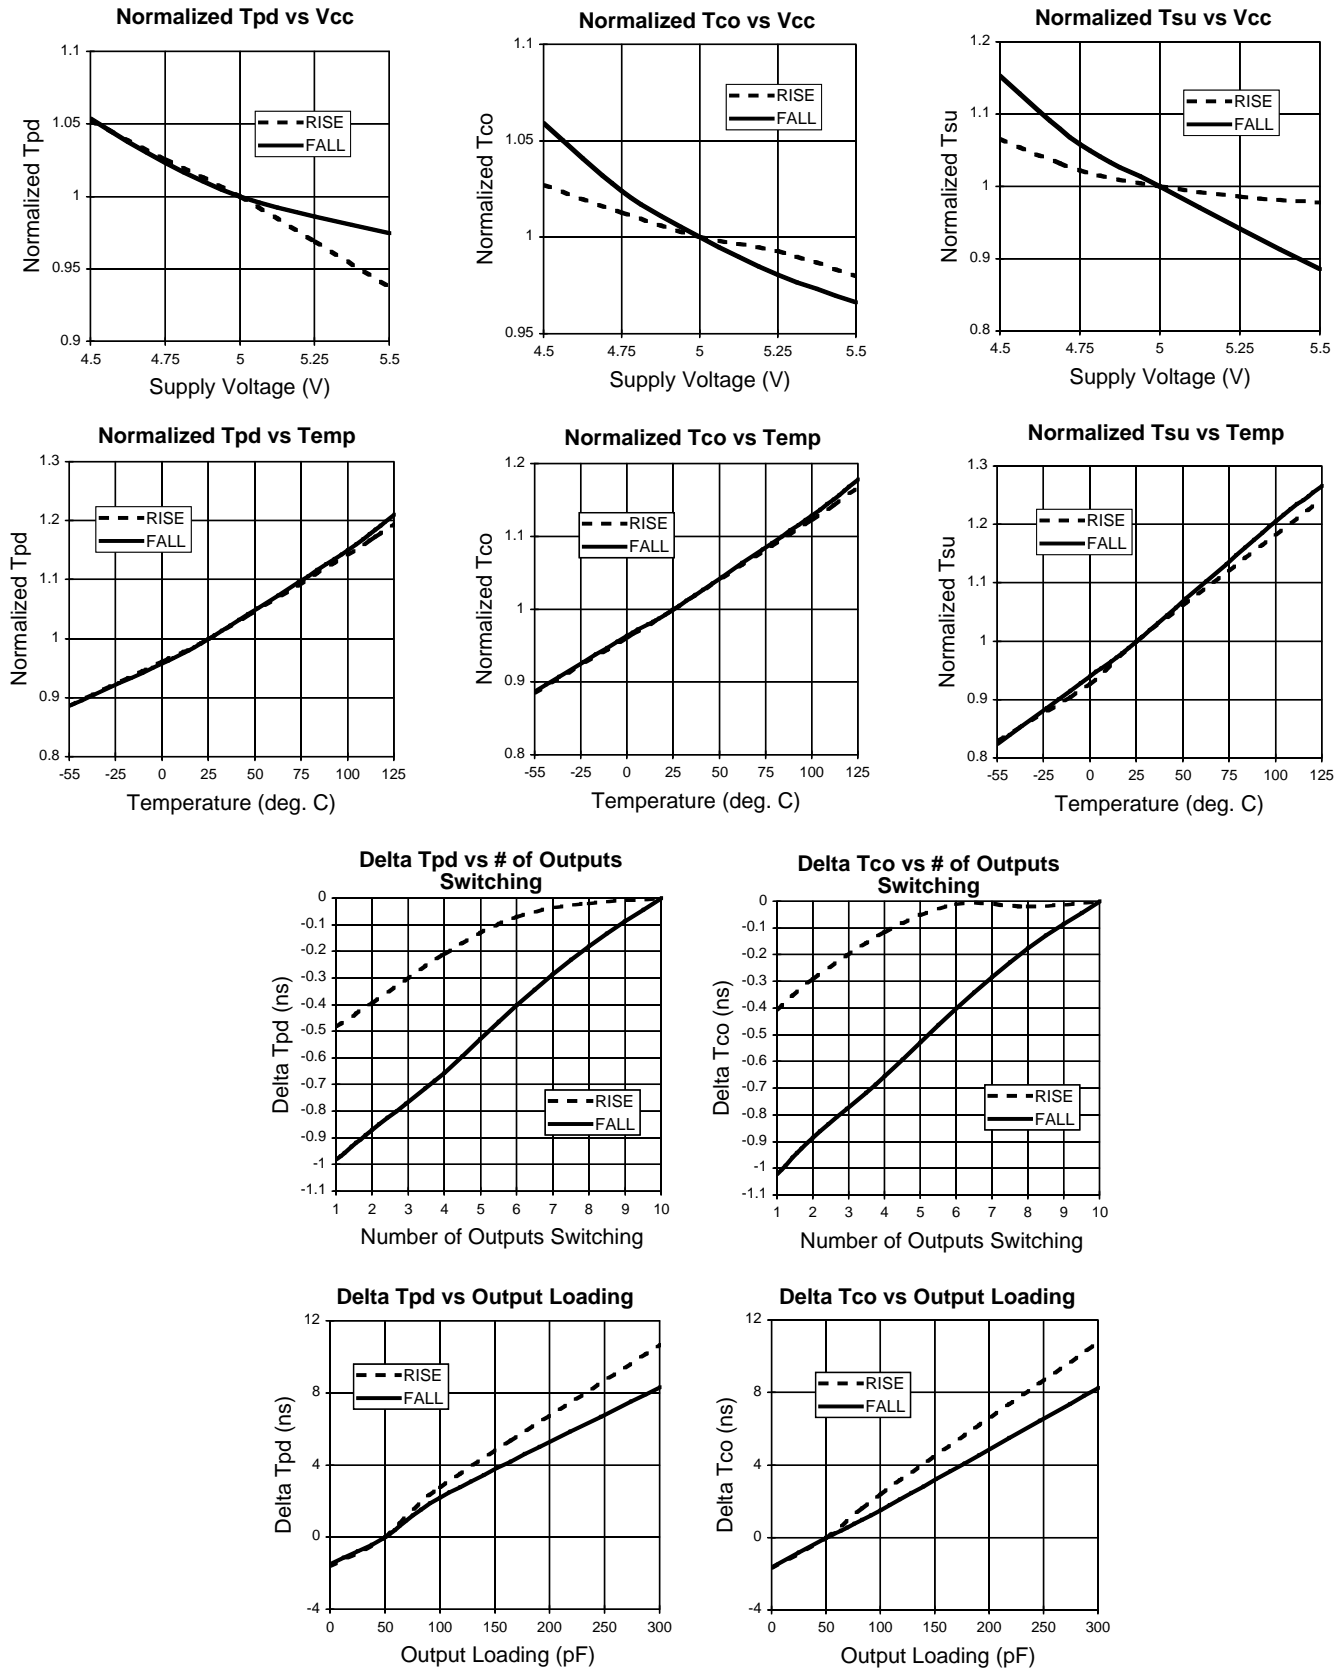 Normalized Tpd vs Vcc
Normalized Tpd
1.1
1.05
1
0.95
0.9
RISE
FALL
4.5 4.75 5 5.25 5.5
Supply Voltage (V)
Normalized Tco vs Vcc
Normalized Tco
1.1
1.05
1
0.95
RISE
FALL
4.5 4.75 5 5.25 5.5
Supply Voltage (V)
Normalized Tsu vs Vcc
Normalized Tsu
1.2
1.1
1
0.9
0.8
RISE
FALL
4.5 4.75 5 5.25 5.5
Supply Voltage (V)
Normalized Tpd vs Temp
Normalized Tpd
1.3
1.2
1.1
1
0.9
0.8
RISE
FALL
-55 -25 0 25 50 75 100 125
Temperature (deg. C)
Normalized Tco vs Temp
Normalized Tco
1.2
1.1
1
0.9
0.8
RISE
FALL
-55 -25 0 25 50 75 100 125
Temperature (deg. C)
Normalized Tsu vs Temp
Normalized Tsu
1.3
1.2
1.1
1
0.9
0.8
RISE
FALL
-55 -25 0 25 50 75 100 125
Temperature (deg. C)
Delta Tpd vs # of Outputs
Switching
Delta Tpd (ns)
0
-0.1
-0.2
-0.3
-0.4
-0.5
-0.6
-0.7
-0.8
-0.9
-1
-1.1
RISE
FALL
1 2 3 4 5 6 7 8 9 10
Number of Outputs Switching
Delta Tco vs # of Outputs
Switching
Delta Tco (ns)
0
-0.1
-0.2
-0.3
-0.4
-0.5
-0.6
-0.7
-0.8
-0.9
-1
-1.1
RISE
FALL
1 2 3 4 5 6 7 8 9 10
Number of Outputs Switching
Delta Tpd vs Output Loading
Delta Tpd (ns)
12
8
4
0
-4
RISE
FALL
0 50 100 150 200 250 300
Output Loading (pF)
Delta Tco vs Output Loading
Delta Tco (ns)
12
8
4
0
-4
RISE
FALL
0 50 100 150 200 250 300
Output Loading (pF)